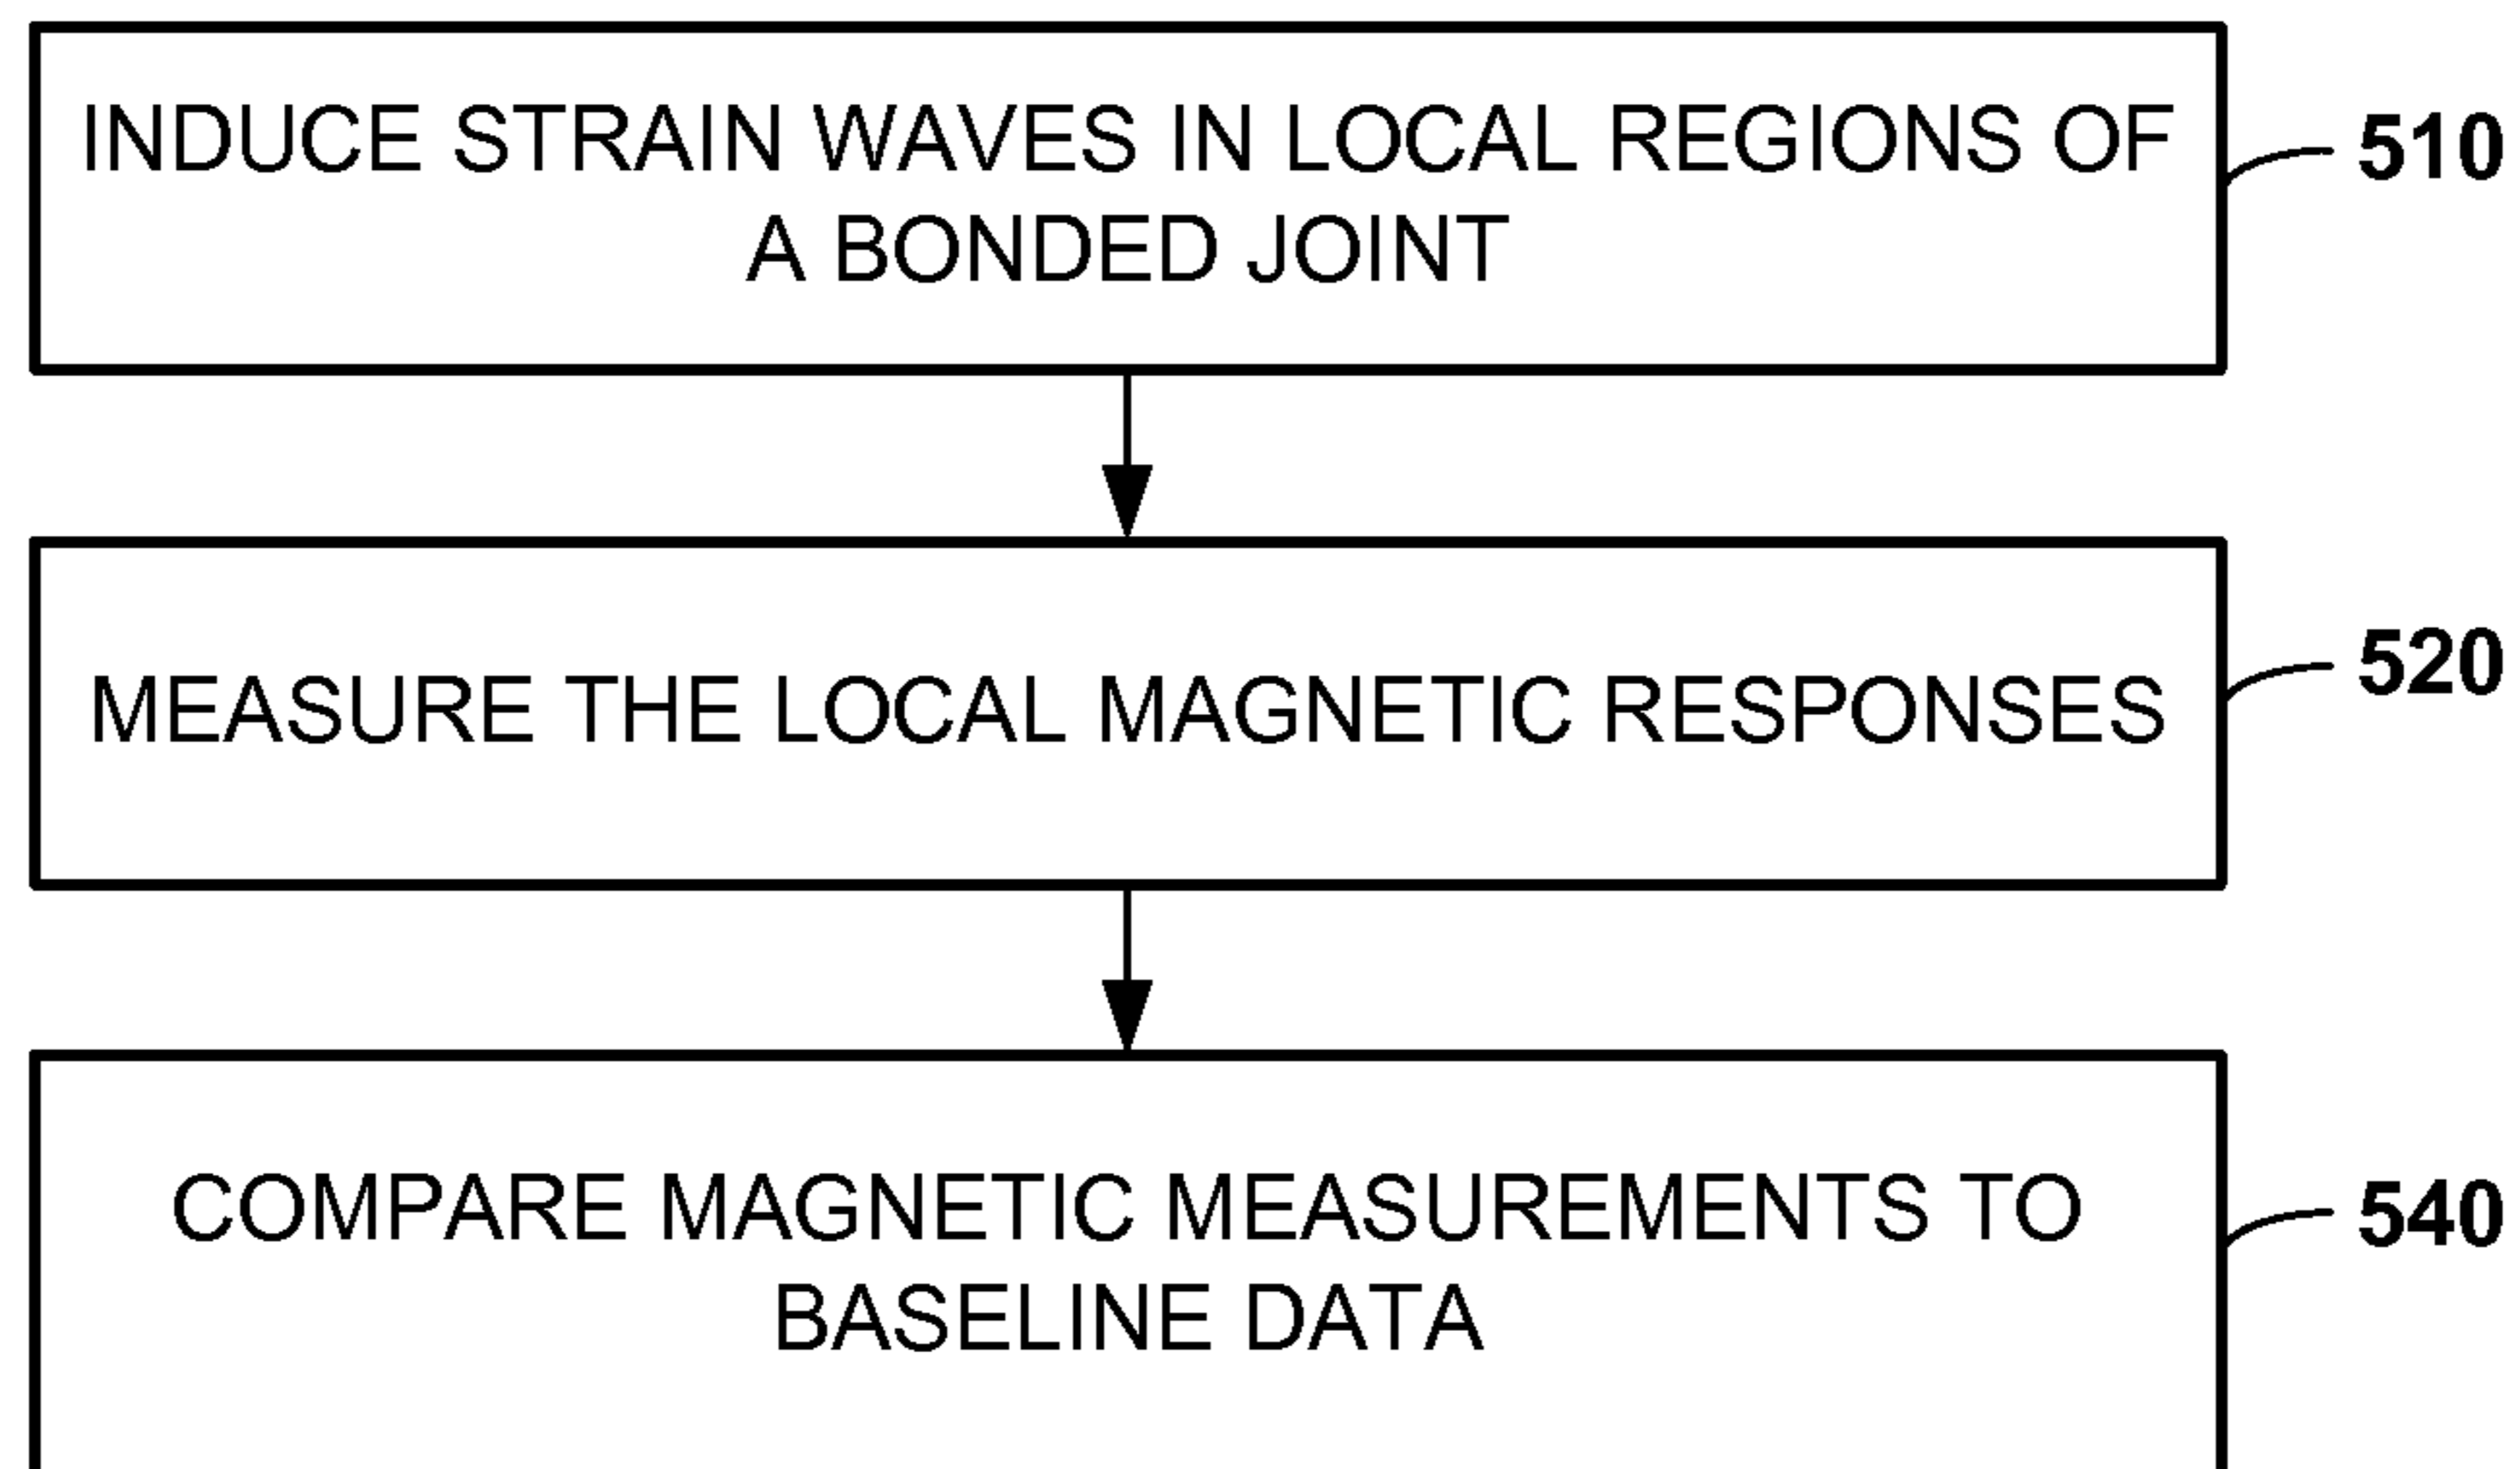 INDUCE STRAIN WAVES IN LOCAL REGIONS OF
A BONDED JOINT
510
MEASURE THE LOCAL MAGNETIC RESPONSES
520
COMPARE MAGNETIC MEASUREMENTS TO
BASELINE DATA
540